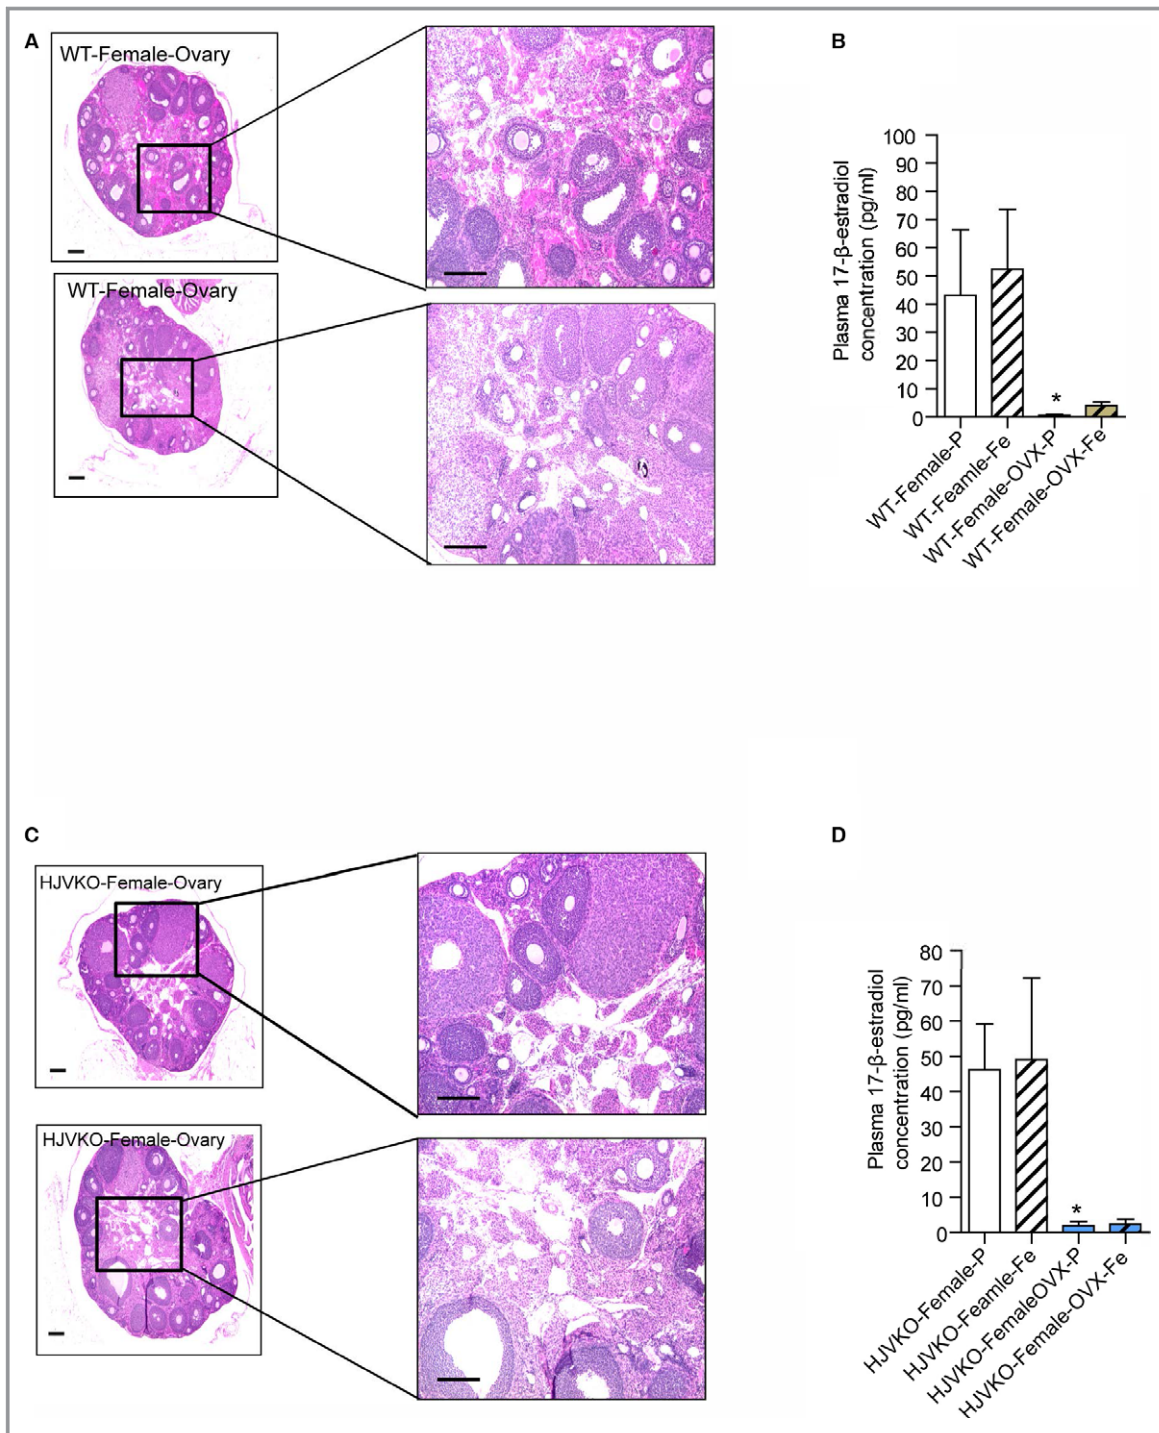 A
WT-Female-Ovary
WT-Female-Ovary
B
Plasma 17-β-estradiol
concentration (pg/ml)
100
90
80
70
60
50
40
30
20
10
0
*
WT-Female-P
WT-Feamle-Fe
WT-Female-OVX-P
WT-Female-OVX-Fe
C
HJVKO-Female-Ovary
HJVKO-Female-Ovary
D
Plasma 17-β-estradiol
concentration (pg/ml)
80
70
60
50
40
30
20
10
0
*
HJVKO-Female-P
HJVKO-Feamle-Fe
HJVKO-FemaleOVX-P
HJVKO-Female-OVX-Fe